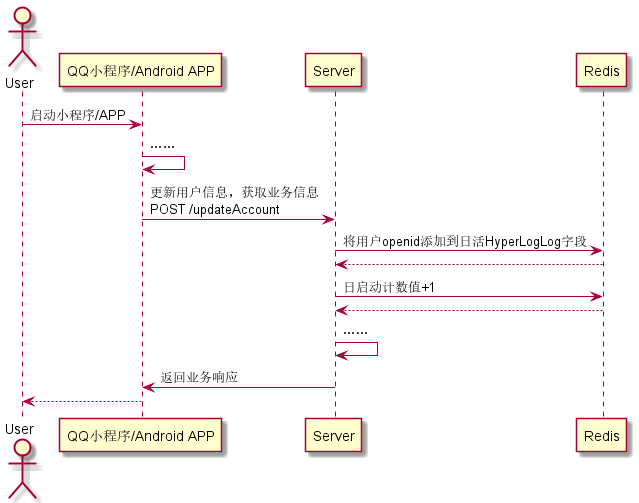 User
QQ小程序/Android APP
Server
Redis
启动小程序/APP
......
更新用户信息，获取业务信息
POST /updateAccount
将用户openid添加到日活HyperLogLog字段
日启动计数值+1
......
返回业务响应
User
QQ小程序/Android APP
Server
Redis